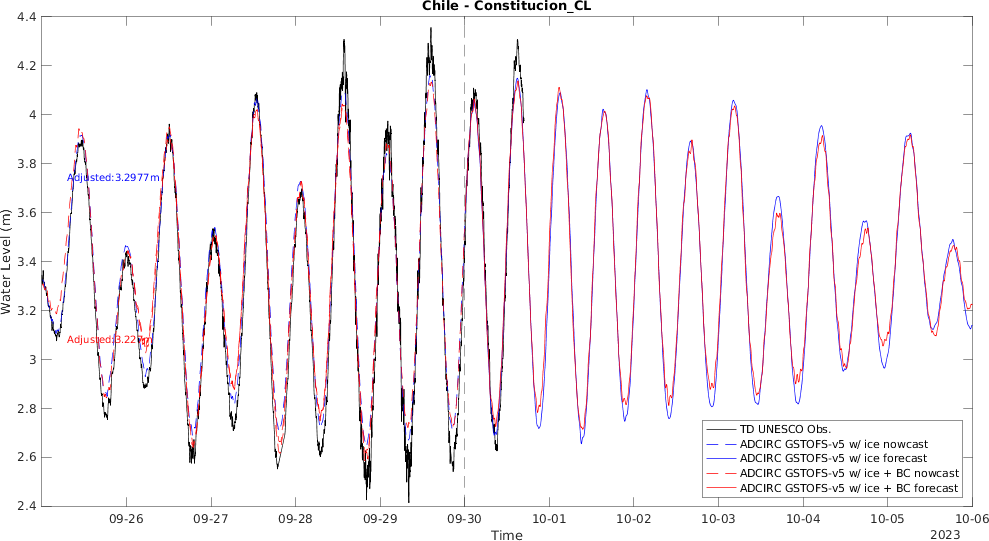 Chile - Constitucion_CL
4.4
4.2
4
3.8
3.6
3.4
3.2
3
2.8
2.6
2.4
Water Level (m)
Adjusted:3.2977m
Adjusted:3.227m
TD UNESCO Obs.
ADCIRC GSTOFS-v5 w/ ice nowcast
ADCIRC GSTOFS-v5 w/ ice forecast
ADCIRC GSTOFS-v5 w/ ice + BC nowcast
ADCIRC GSTOFS-v5 w/ ice + BC forecast
09-26 09-27 09-28 09-29 09-30 10-01 10-02 10-03 10-04 10-05 10-06
Time
2023